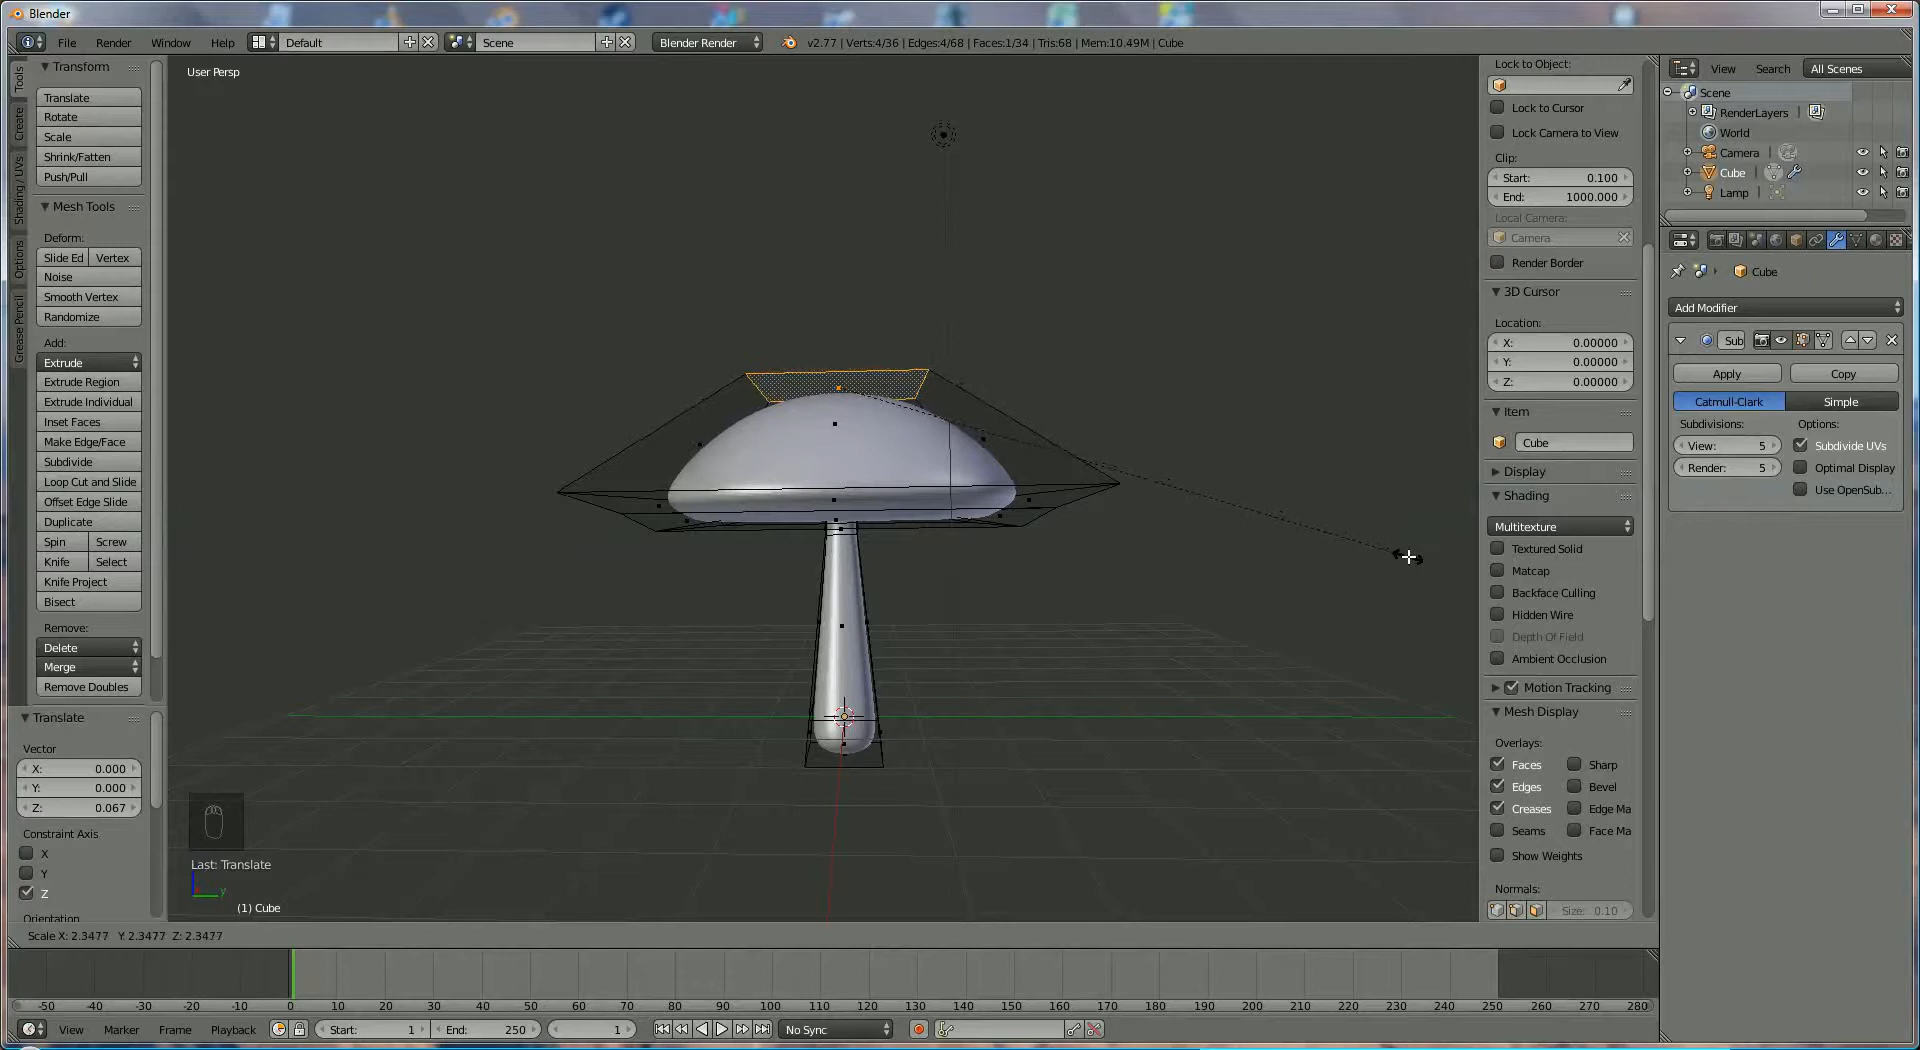 Blender
File Render Window Help Default Scene Blender Render v2.77 | Verts:4/36 | Edges:4/68 | Faces:1/34 | Tris:68 | Mem:10.49M | Cube
Tools
Create
Shading / UVs
Options
Grease Pencil
Transform
Translate
Rotate
Scale
Shrink/Fatten
Push/Pull
Mesh Tools
Deform:
Slide Ed Vertex
Noise
Smooth Vertex
Randomize
Add:
Extrude
Extrude Region
Extrude Individual
Inset Faces
Make Edge/Face
Subdivide
Loop Cut and Slide
Offset Edge Slide
Duplicate
Spin Screw
Knife Select
Knife Project
Bisect
Remove:
Delete
Merge
Remove Doubles
Translate
Vector
X: 0.000
Y: 0.000
Z: 0.067
Constraint Axis
X
Y
Z
Orientation
User Persp
Last: Translate
y
(1) Cube
Scale X: 2.3477 Y: 2.3477 Z: 2.3477
Lock to Object:
Lock to Cursor
Lock Camera to View
Clip:
Start: 0.100
End: 1000.000
Local Camera:
Camera
Render Border
3D Cursor
Location:
X: 0.00000
Y: 0.00000
Z: 0.00000
Item
Cube
Display
Shading
Multitexture
Textured Solid
Matcap
Backface Culling
Hidden Wire
Depth Of Field
Ambient Occlusion
Motion Tracking
Mesh Display
Overlays:
Faces Sharp
Edges Bevel
Creases Edge Ma
Seams Face Ma
Show Weights
Normals:
Size: 0.10
View Search All Scenes
Scene
RenderLayers |
World
Camera |
Cube |
Lamp |
Cube
Add Modifier
Sub
Apply Copy
Catmull-Clark Simple
Subdivisions: Options:
View: 5 Subdivide UVs
Render: 5 Optimal Display
Use OpenSub...
-50 -40 -30 -20 -10 0 10 20 30 40 50 60 70 80 90 100 110 120 130 140 150 160 170 180 190 200 210 220 230 240 250 260 270 280
View Marker Frame Playback Start: 1 End: 250 1 No Sync